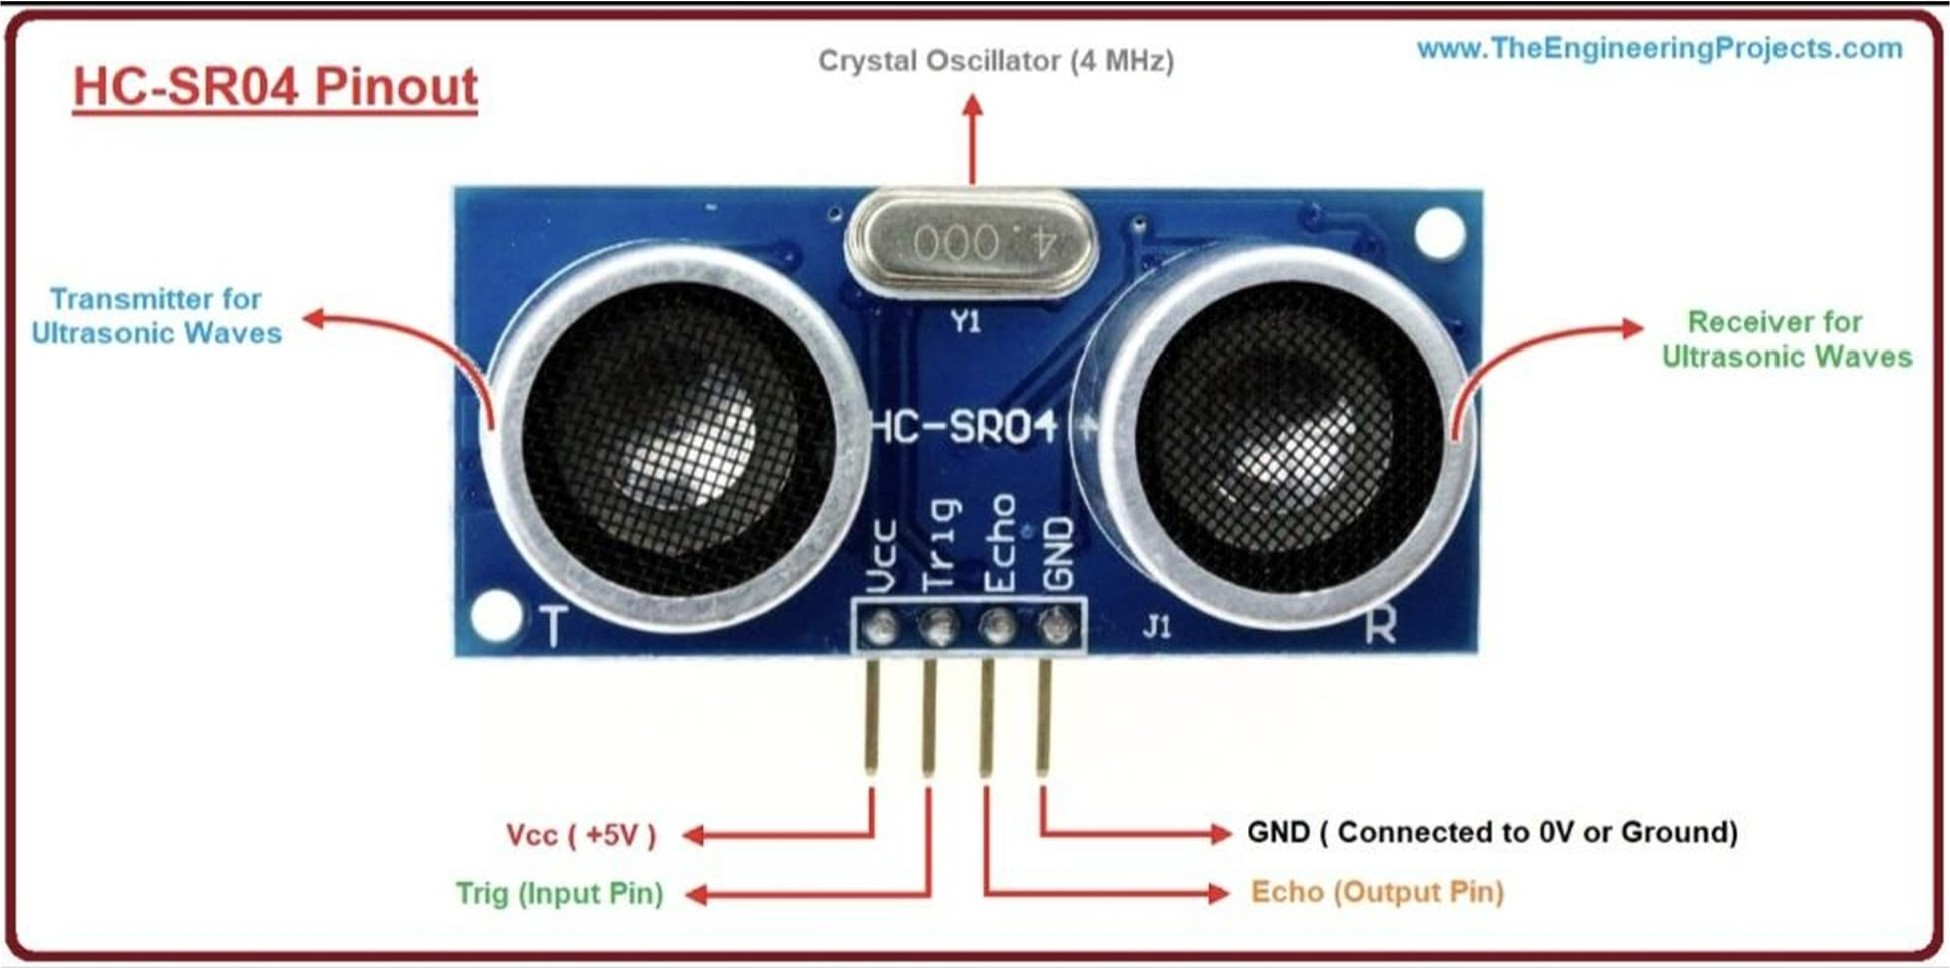 HC-SR04 Pinout
Crystal Oscillator (4 MHz)
www.TheEngineeringProjects.com
4.000
Y1
Transmitter for
Ultrasonic Waves
Receiver for
Ultrasonic Waves
HC-SR04
Vcc
Trig
Echo
GND
T
J1
R
Vcc ( +5V )
GND ( Connected to 0V or Ground)
Trig (Input Pin)
Echo (Output Pin)